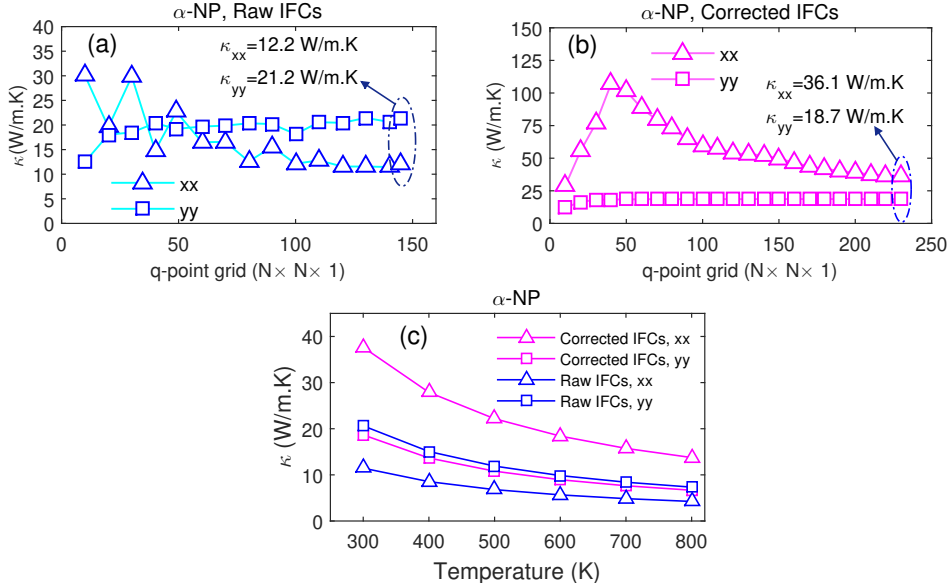 α-NP, Raw IFCs
(a)
κxx=12.2 W/m.K
κyy=21.2 W/m.K
xx
yy
κ(W/m.K)
40
35
30
25
20
15
10
5
0
0 50 100 150
q-point grid (N× N× 1)
α-NP, Corrected IFCs
(b)
xx
yy
κxx=36.1 W/m.K
κyy=18.7 W/m.K
κ (W/m.K)
150
125
100
75
50
25
0
0 50 100 150 200 250
q-point grid (N× N× 1)
α-NP
(c)
Corrected IFCs, xx
Corrected IFCs, yy
Raw IFCs, xx
Raw IFCs, yy
κ (W/m.K)
40
30
20
10
0
300 400 500 600 700 800
Temperature (K)